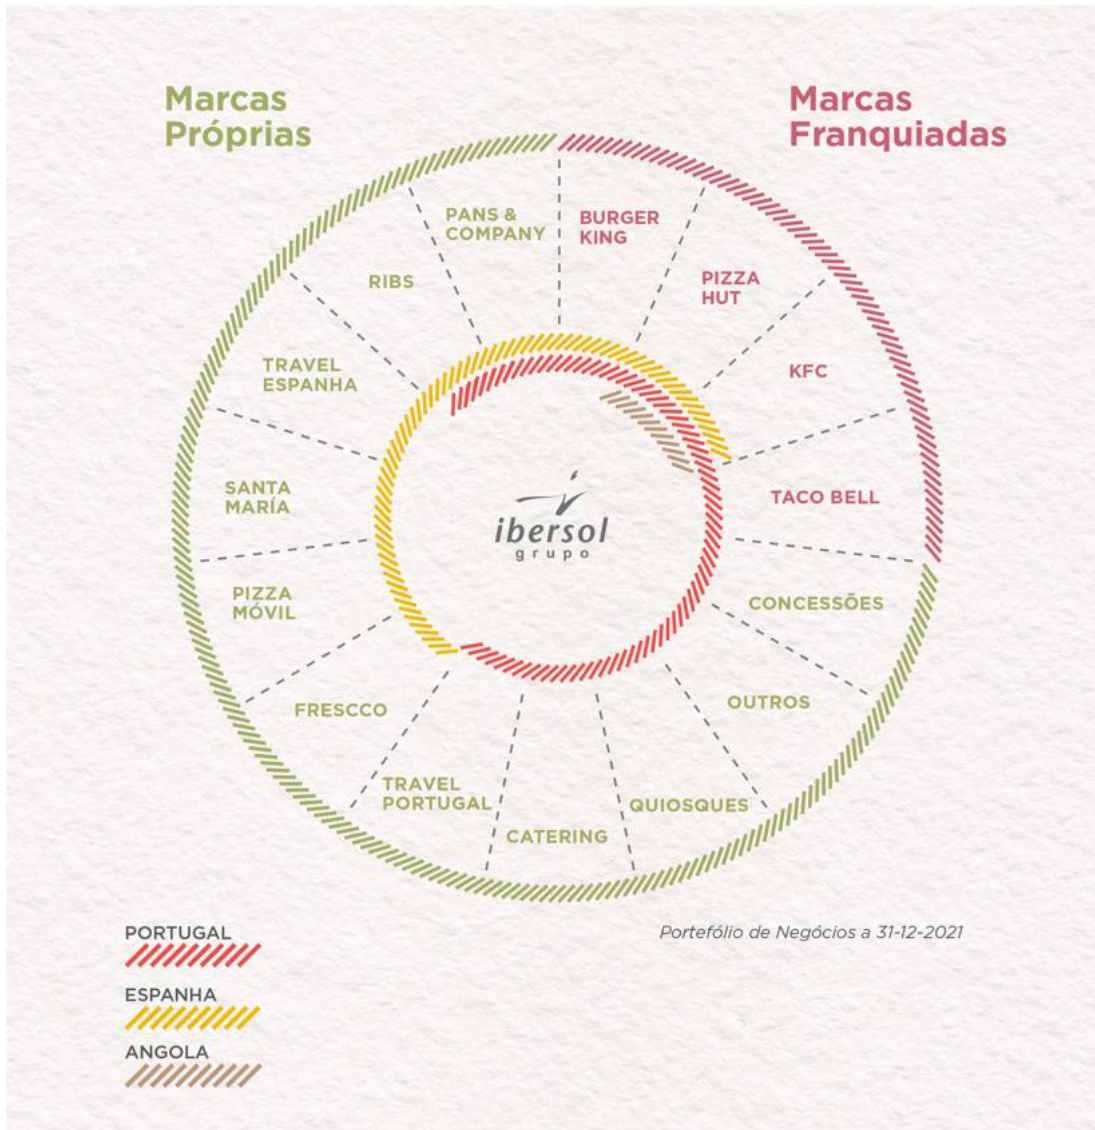 Marcas
Próprias
Marcas
Franquiadas
PANS &
COMPANY
BURGER
KING
RIBS
PIZZA
HUT
TRAVEL
ESPANHA
KFC
SANTA
MARÍA
TACO BELL
ibersol
grupo
PIZZA
MÓVIL
CONCESSÕES
FRESCCO
OUTROS
TRAVEL
PORTUGAL
QUIOSQUES
CATERING
PORTUGAL
Portefólio de Negócios a 31-12-2021
ESPANHA
ANGOLA